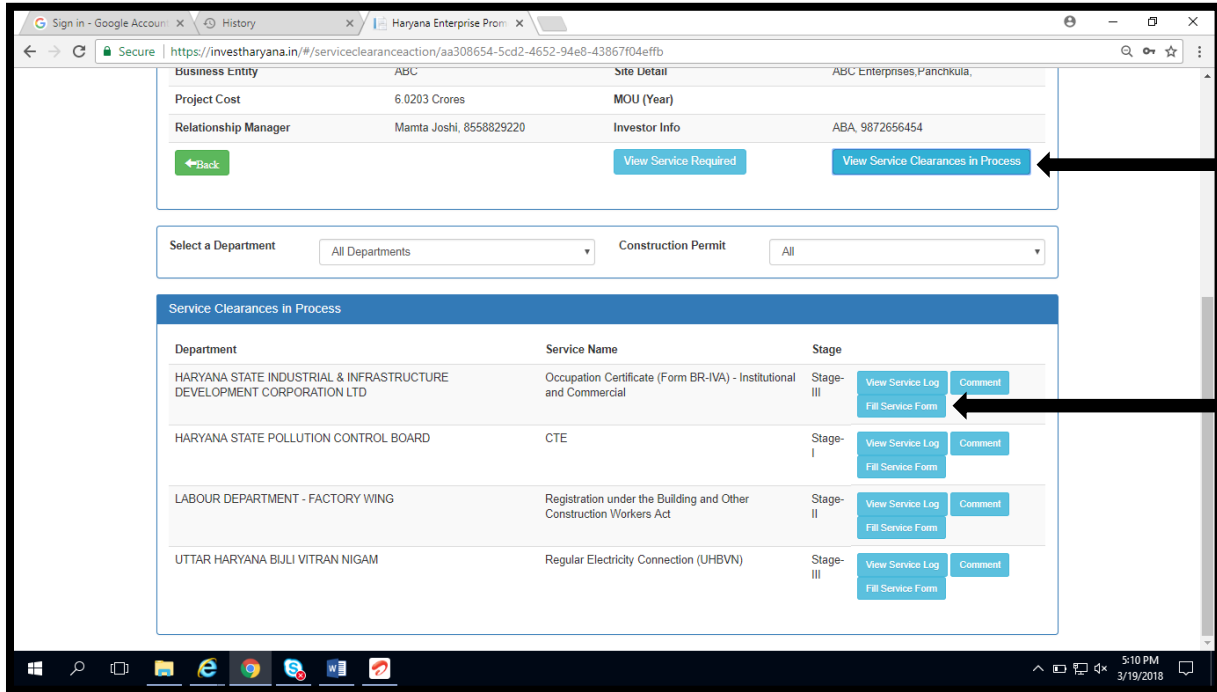 Sign in - Google Accoun
History
Haryana Enterprise Prom
Secure | https://investharyana.in/#/serviceclearanceaction/aa308654-5cd2-4652-94e8-43867f04effb
Business Entity ABC Site Detail ABC Enterprises,Panchkula,
Project Cost 6.0203 Crores MOU (Year)
Relationship Manager Mamta Joshi, 8558829220 Investor Info ABA, 9872656454
Back View Service Required View Service Clearances in Process
Select a Department All Departments Construction Permit All
Service Clearances in Process
Department Service Name Stage
HARYANA STATE INDUSTRIAL & INFRASTRUCTURE Occupation Certificate (Form BR-IVA) - Institutional Stage- View Service Log Comment
DEVELOPMENT CORPORATION LTD and Commercial III
Fill Service Form
HARYANA STATE POLLUTION CONTROL BOARD CTE Stage- View Service Log Comment
I
Fill Service Form
LABOUR DEPARTMENT - FACTORY WING Registration under the Building and Other Stage- View Service Log Comment
Construction Workers Act II
Fill Service Form
UTTAR HARYANA BIJLI VITRAN NIGAM Regular Electricity Connection (UHBVN) Stage- View Service Log Comment
III
Fill Service Form
5:10 PM
3/19/2018